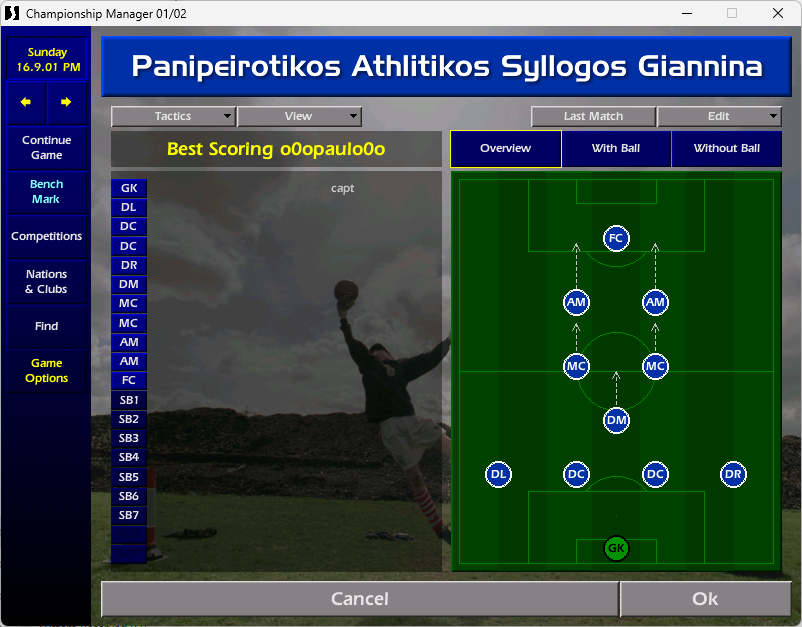 Championship Manager 01/02
Sunday
16.9.01 PM
Continue
Game
Bench
Mark
Competitions
Nations
& Clubs
Find
Game
Options
Panipeirotikos Athlitikos Syllogos Giannina
Tactics
View
Last Match
Edit
Best Scoring o0opaulo0o
Overview
With Ball
Without Ball
GK
capt
DL
DC
DC
DR
DM
MC
MC
AM
AM
FC
SB1
SB2
SB3
SB4
SB5
SB6
SB7
FC
AM
AM
MC
MC
DM
DL
DC
DC
DR
GK
Cancel
Ok